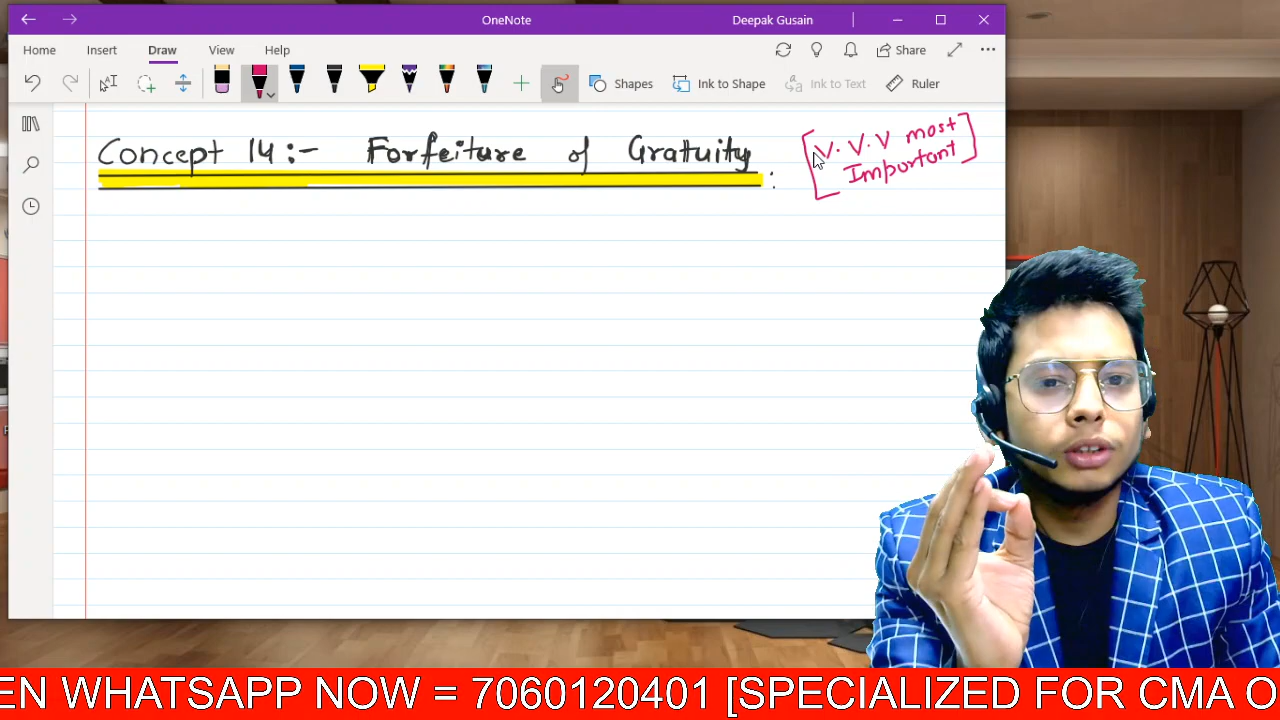 OneNote
Deepak Gusain
Home Insert Draw View Help
Share
Shapes Ink to Shape Ink to Text Ruler
Concept 14 :- Forfeiture of Gratuity :
[V. V. V most
Important]
EN WHATSAPP NOW = 7060120401 [SPECIALIZED FOR CMA O